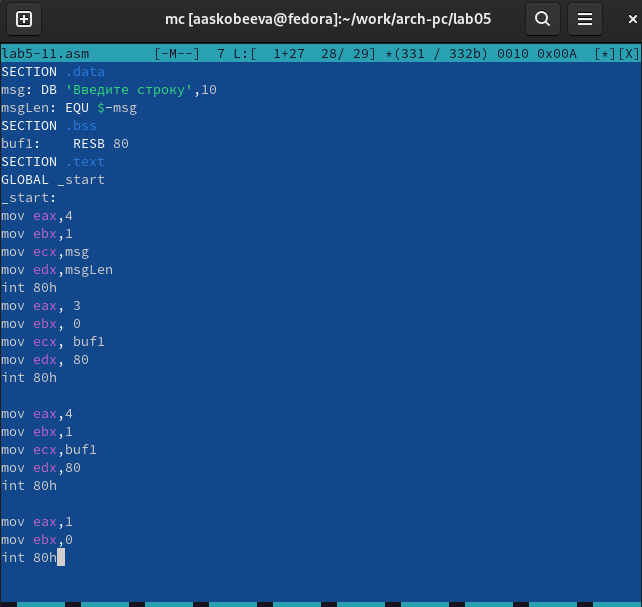 mc [aaskobeeva@fedora]:~/work/arch-pc/lab05
lab5-11.asm [-M--] 7 L:[ 1+27 28/ 29] *(331 / 332b) 0010 0x00A [*][X]
SECTION .data
msg: DB 'Введите строку',10
msgLen: EQU $-msg
SECTION .bss
buf1: RESB 80
SECTION .text
GLOBAL _start
_start:
mov eax,4
mov ebx,1
mov ecx,msg
mov edx,msgLen
int 80h
mov eax, 3
mov ebx, 0
mov ecx, buf1
mov edx, 80
int 80h
mov eax,4
mov ebx,1
mov ecx,buf1
mov edx,80
int 80h
mov eax,1
mov ebx,0
int 80h